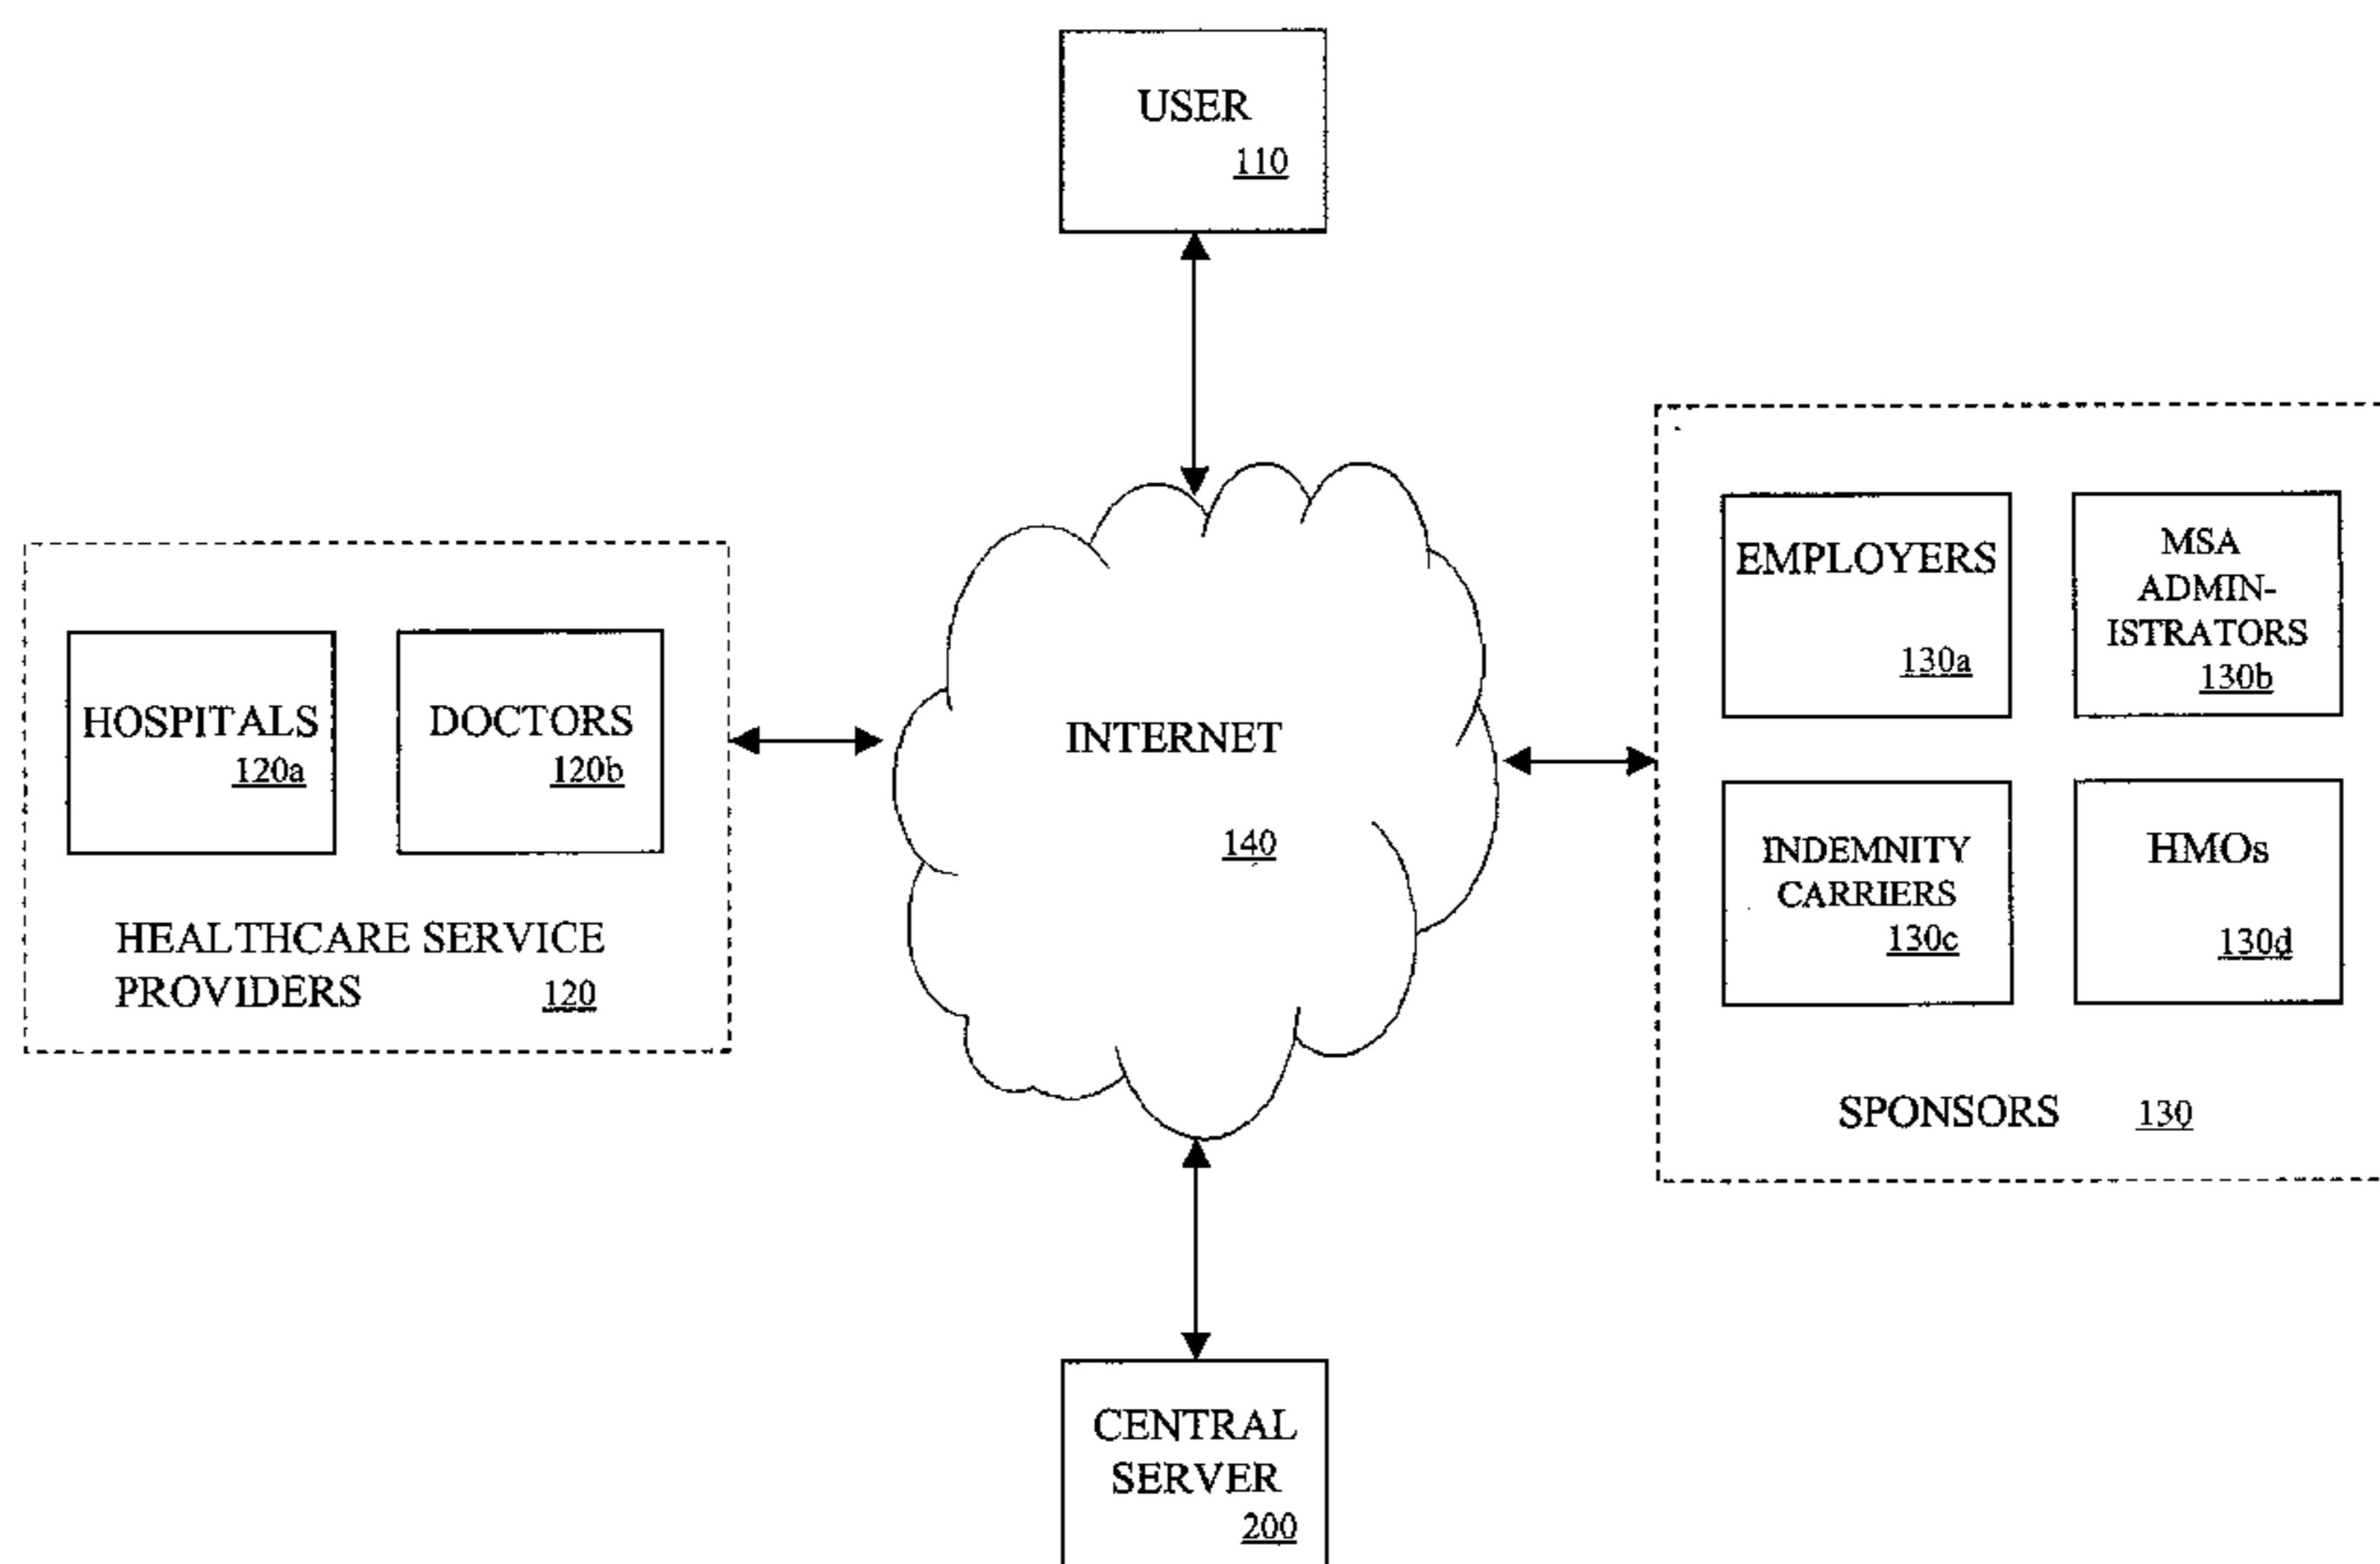 USER
110
EMPLOYERS
130a
MSA
ADMIN-
ISTRATORS
130b
HOSPITALS
120a
DOCTORS
120b
INTERNET
140
INDEMNITY
CARRIERS
130c
HMOs
130d
HEALTHCARE SERVICE
PROVIDERS 120
SPONSORS 130
CENTRAL
SERVER
200